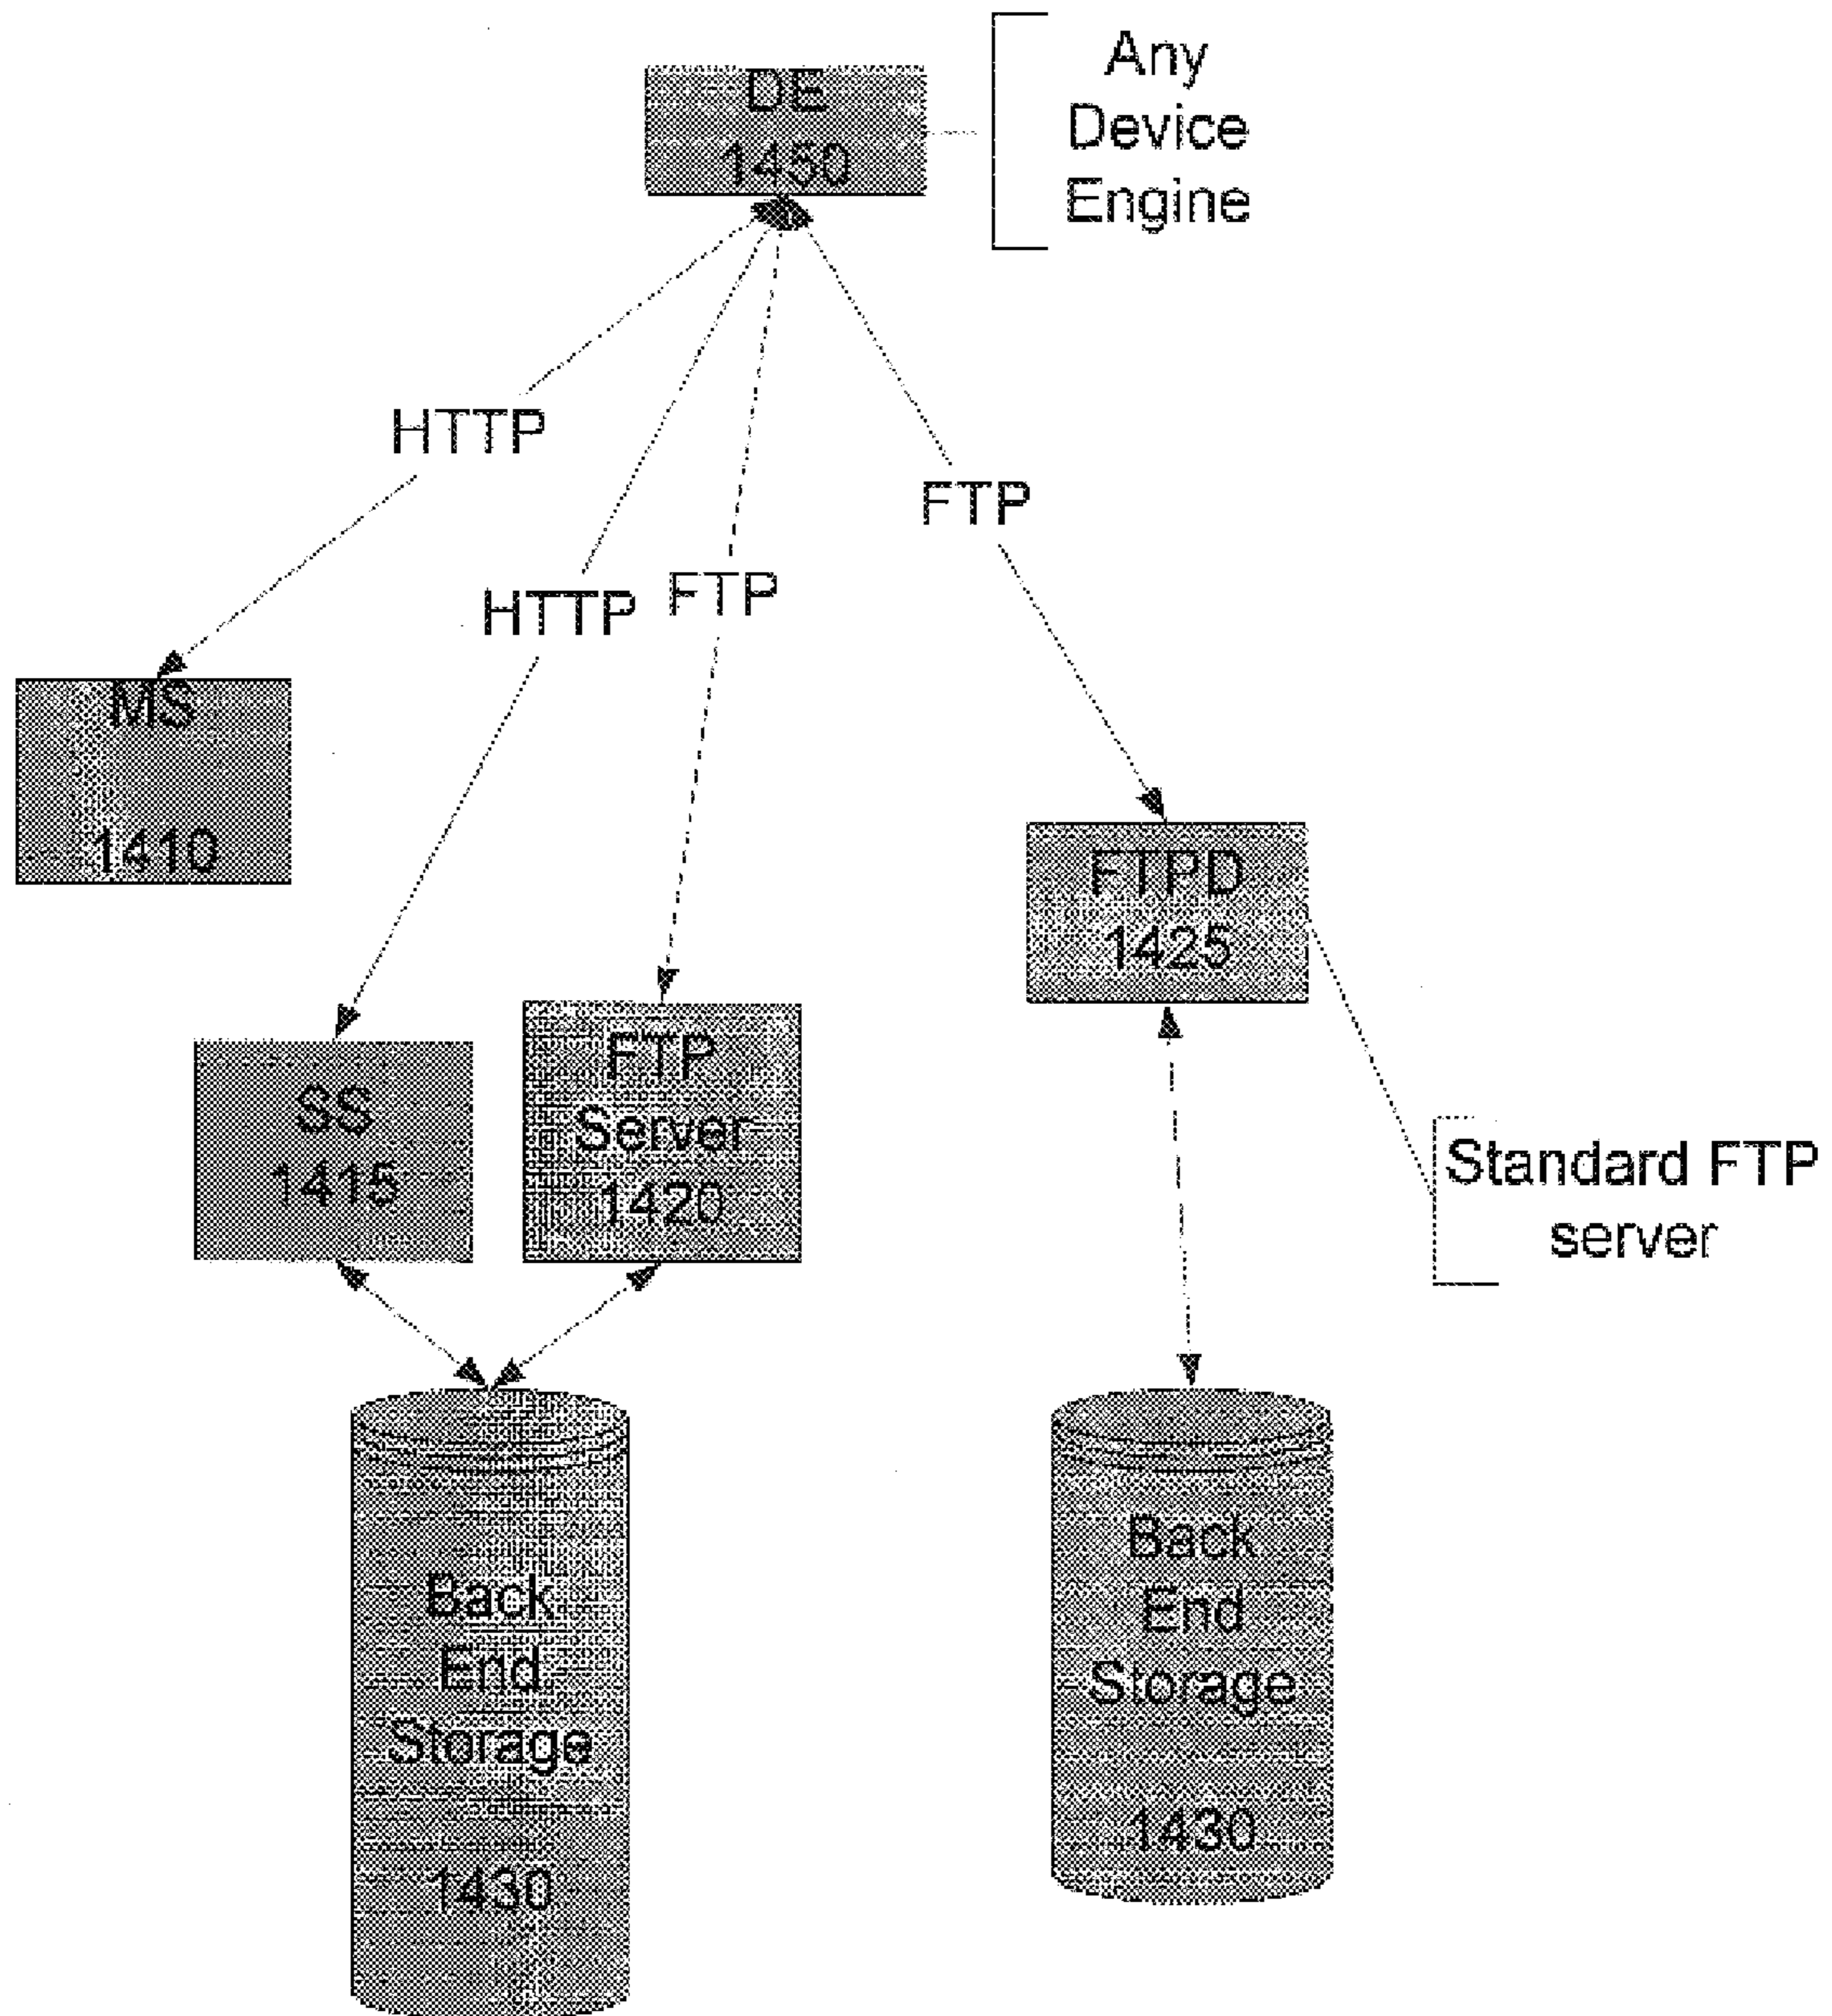 DE
1450
Any
Device
Engine
HTTP
FTP
HTTP
FTP
MS
1410
FTPD
1425
SS
1415
FTP
Server
1420
Standard FTP
server
Back
End
Storage
1430
Back
End
Storage
1430